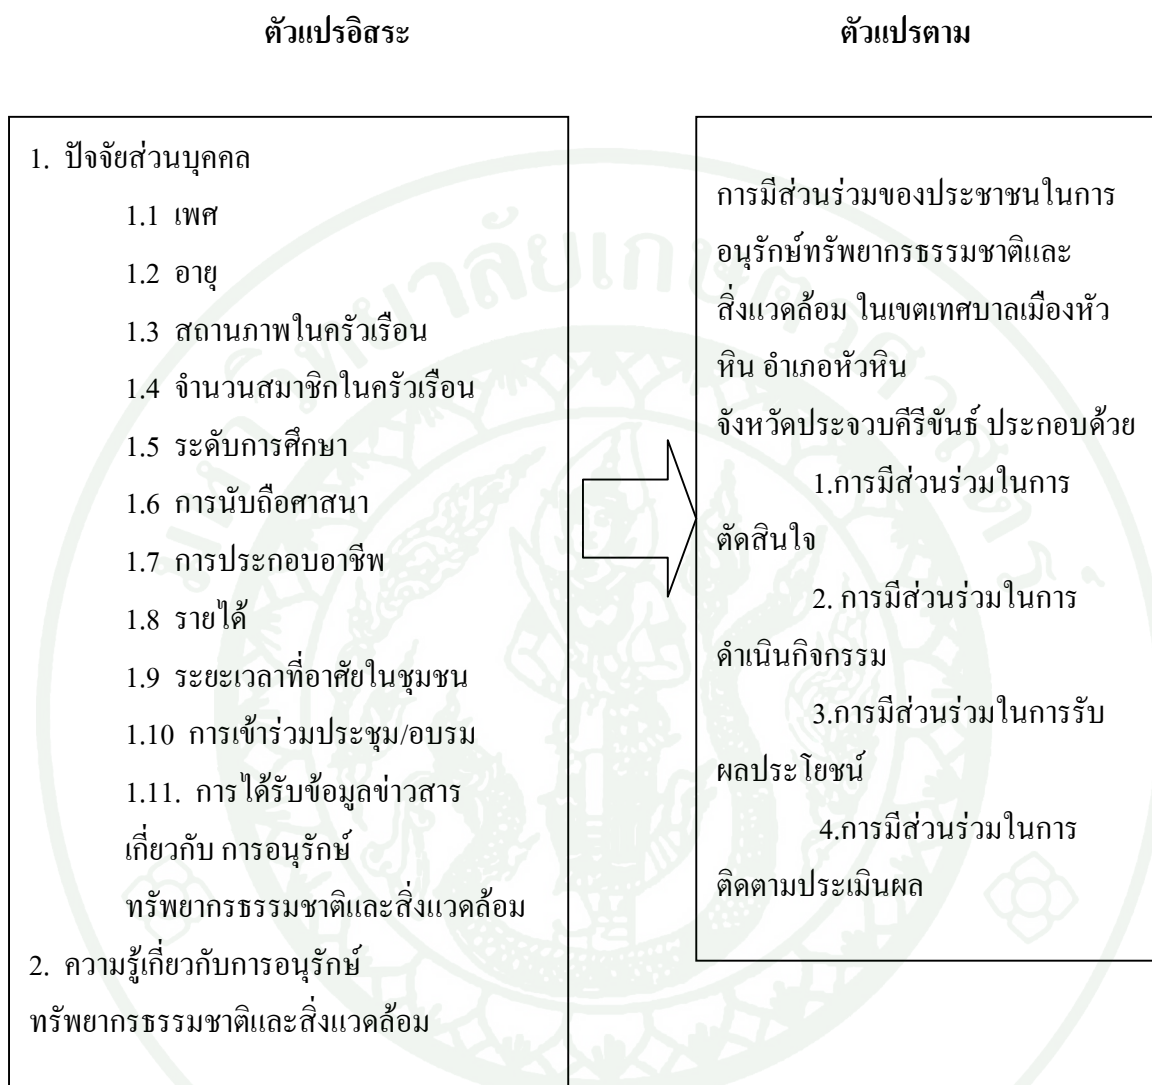 ตัวแปรอิสระ
ตัวแปรตาม
1. ปัจจัยส่วนบุคคล
1.1 เพศ
1.2 อายุ
1.3 สถานภาพในครัวเรือน
1.4 จำนวนสมาชิกในครัวเรือน
1.5 ระดับการศึกษา
1.6 การนับถือศาสนา
1.7 การประกอบอาชีพ
1.8 รายได้
1.9 ระยะเวลาที่อาศัยในชุมชน
1.10 การเข้าร่วมประชุม/อบรม
1.11. การได้รับข้อมูลข่าวสาร
เกี่ยวกับ การอนุรักษ์
ทรัพยากรธรรมชาติและสิ่งแวดล้อม
2. ความรู้เกี่ยวกับการอนุรักษ์
ทรัพยากรธรรมชาติและสิ่งแวดล้อม
การมีส่วนร่วมของประชาชนในการ
อนุรักษ์ทรัพยากรธรรมชาติและ
สิ่งแวดล้อม ในเขตเทศบาลเมืองหัว
หิน อำเภอหัวหิน
จังหวัดประจวบคีรีขันธ์ ประกอบด้วย
1.การมีส่วนร่วมในการ
ตัดสินใจ
2. การมีส่วนร่วมในการ
ดำเนินกิจกรรม
3.การมีส่วนร่วมในการรับ
ผลประโยชน์
4.การมีส่วนร่วมในการ
ติดตามประเมินผล
มหาวิทยาลัยเกษตรศาสตร์